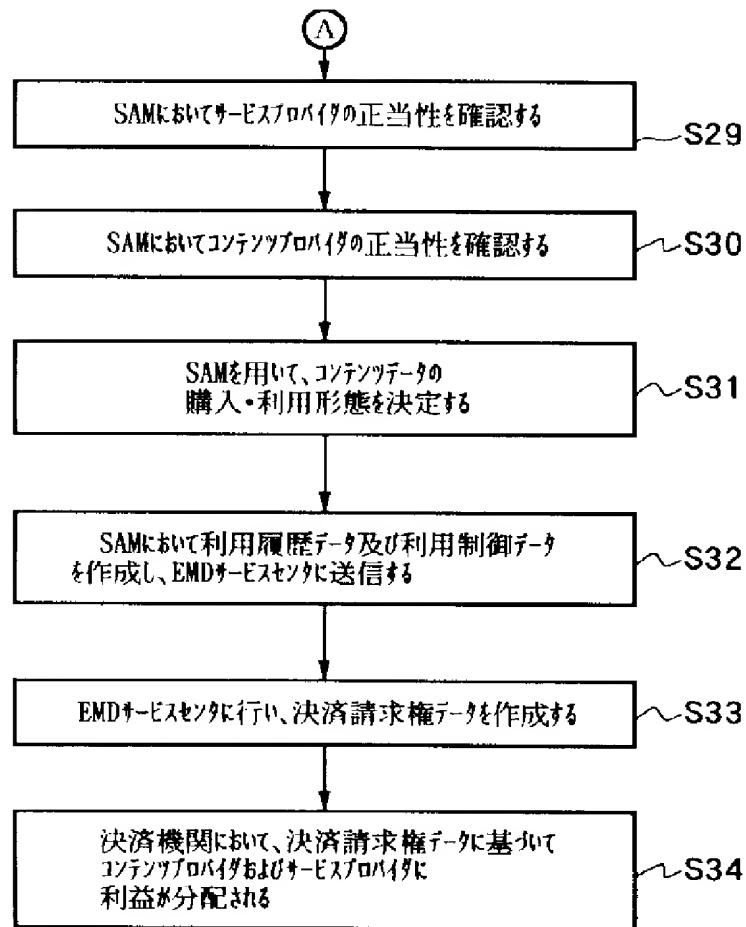 A
SAMにおいてサービスプロバイダの正当性を確認する
S29
SAMにおいてコンテンツプロバイダの正当性を確認する
S30
SAMを用いて、コンテンツデータの
購入・利用形態を決定する
S31
SAMにおいて利用履歴データ及び利用制御データ
を作成し、EMDサービスセンタに送信する
S32
EMDサービスセンタに行い、決済請求権データを作成する
S33
決済機関において、決済請求権データに基づいて
コンテンツプロバイダおよびサービスプロバイダに
利益が分配される
S34